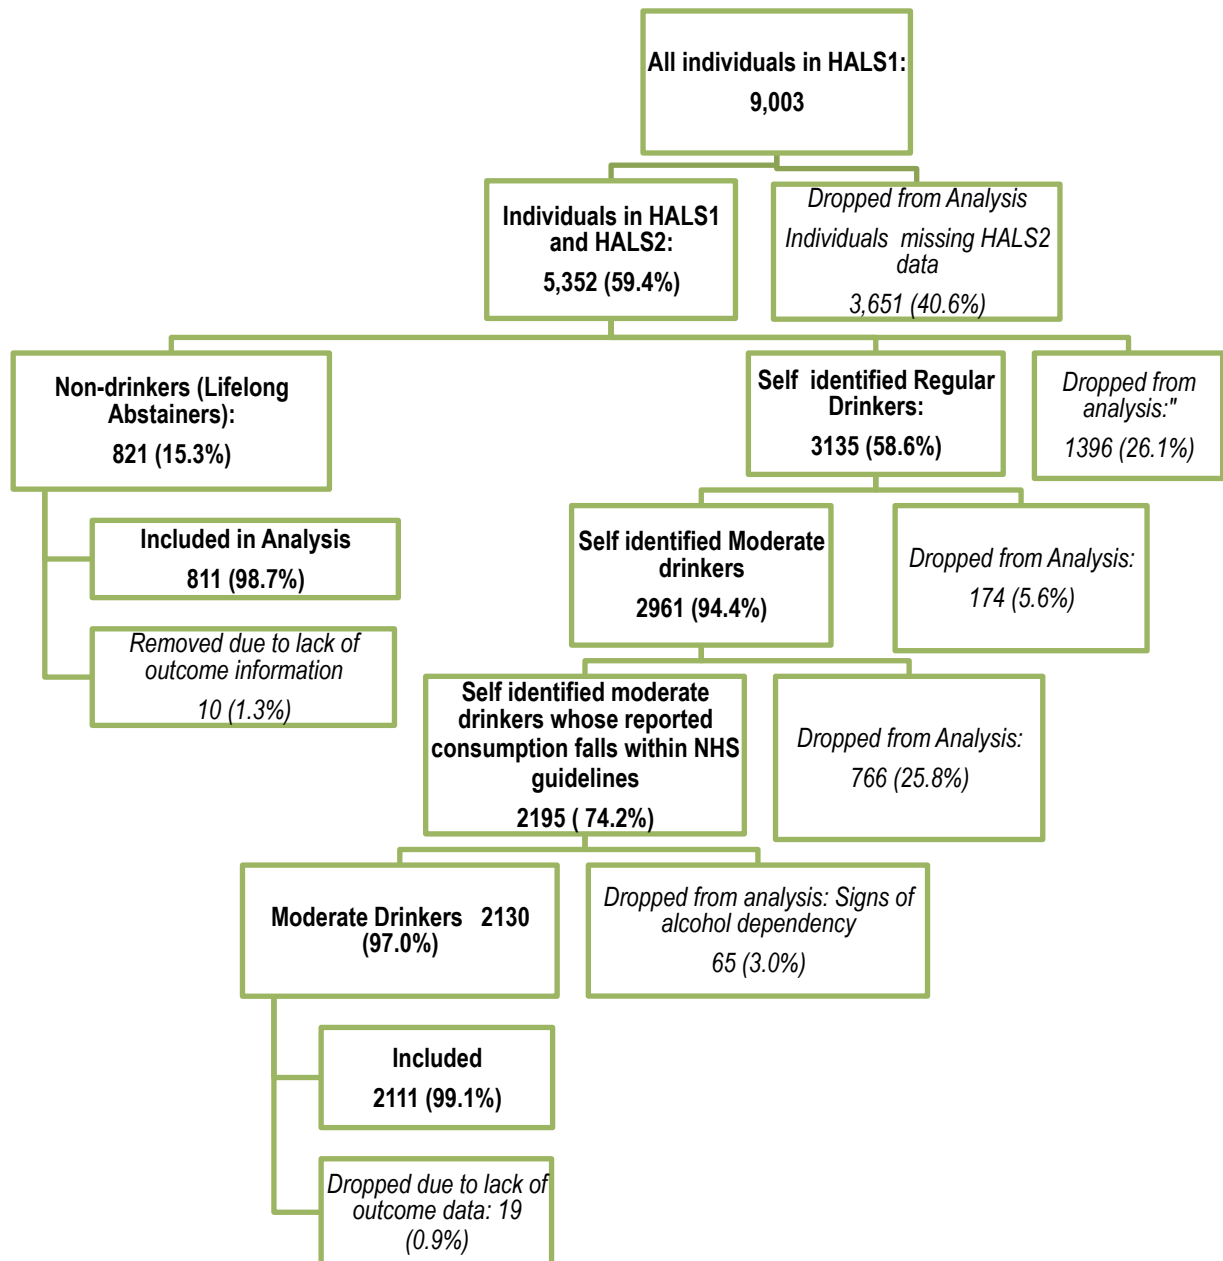 All individuals in HALS1:
9,003
Individuals in HALS1
and HALS2:
5,352 (59.4%)
Dropped from Analysis
Individuals missing HALS2
data
3,651 (40.6%)
Non-drinkers (Lifelong
Abstainers):
821 (15.3%)
Self identified Regular
Drinkers:
3135 (58.6%)
Dropped from
analysis:"
1396 (26.1%)
Included in Analysis
811 (98.7%)
Removed due to lack of
outcome information
10 (1.3%)
Self identified Moderate
drinkers
2961 (94.4%)
Dropped from Analysis:
174 (5.6%)
Self identified moderate
drinkers whose reported
consumption falls within NHS
guidelines
2195 ( 74.2%)
Dropped from Analysis:
766 (25.8%)
Moderate Drinkers 2130
(97.0%)
Dropped from analysis: Signs of
alcohol dependency
65 (3.0%)
Included
2111 (99.1%)
Dropped due to lack of
outcome data: 19
(0.9%)